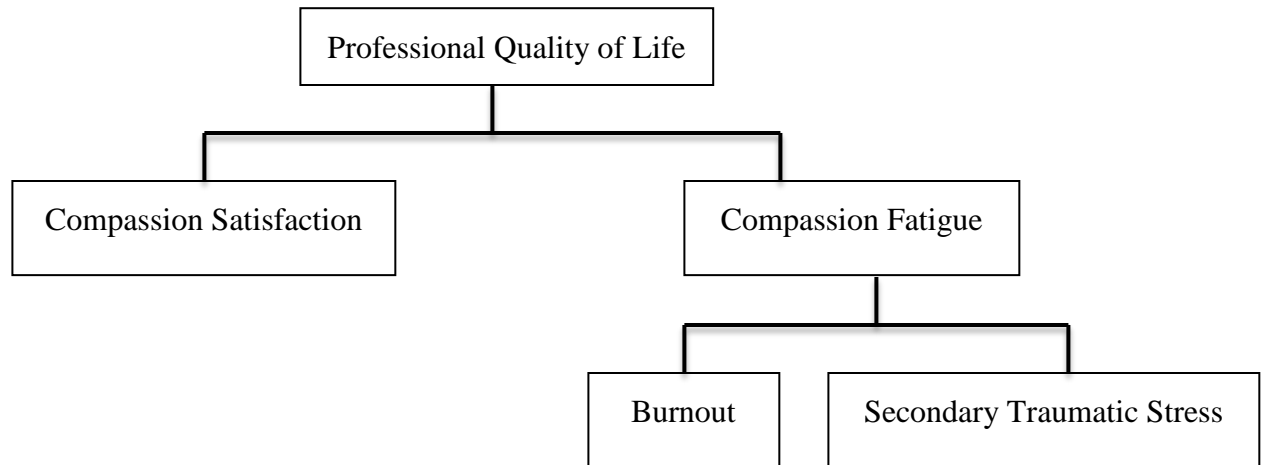 Professional Quality of Life
Compassion Satisfaction
Compassion Fatigue
Burnout
Secondary Traumatic Stress